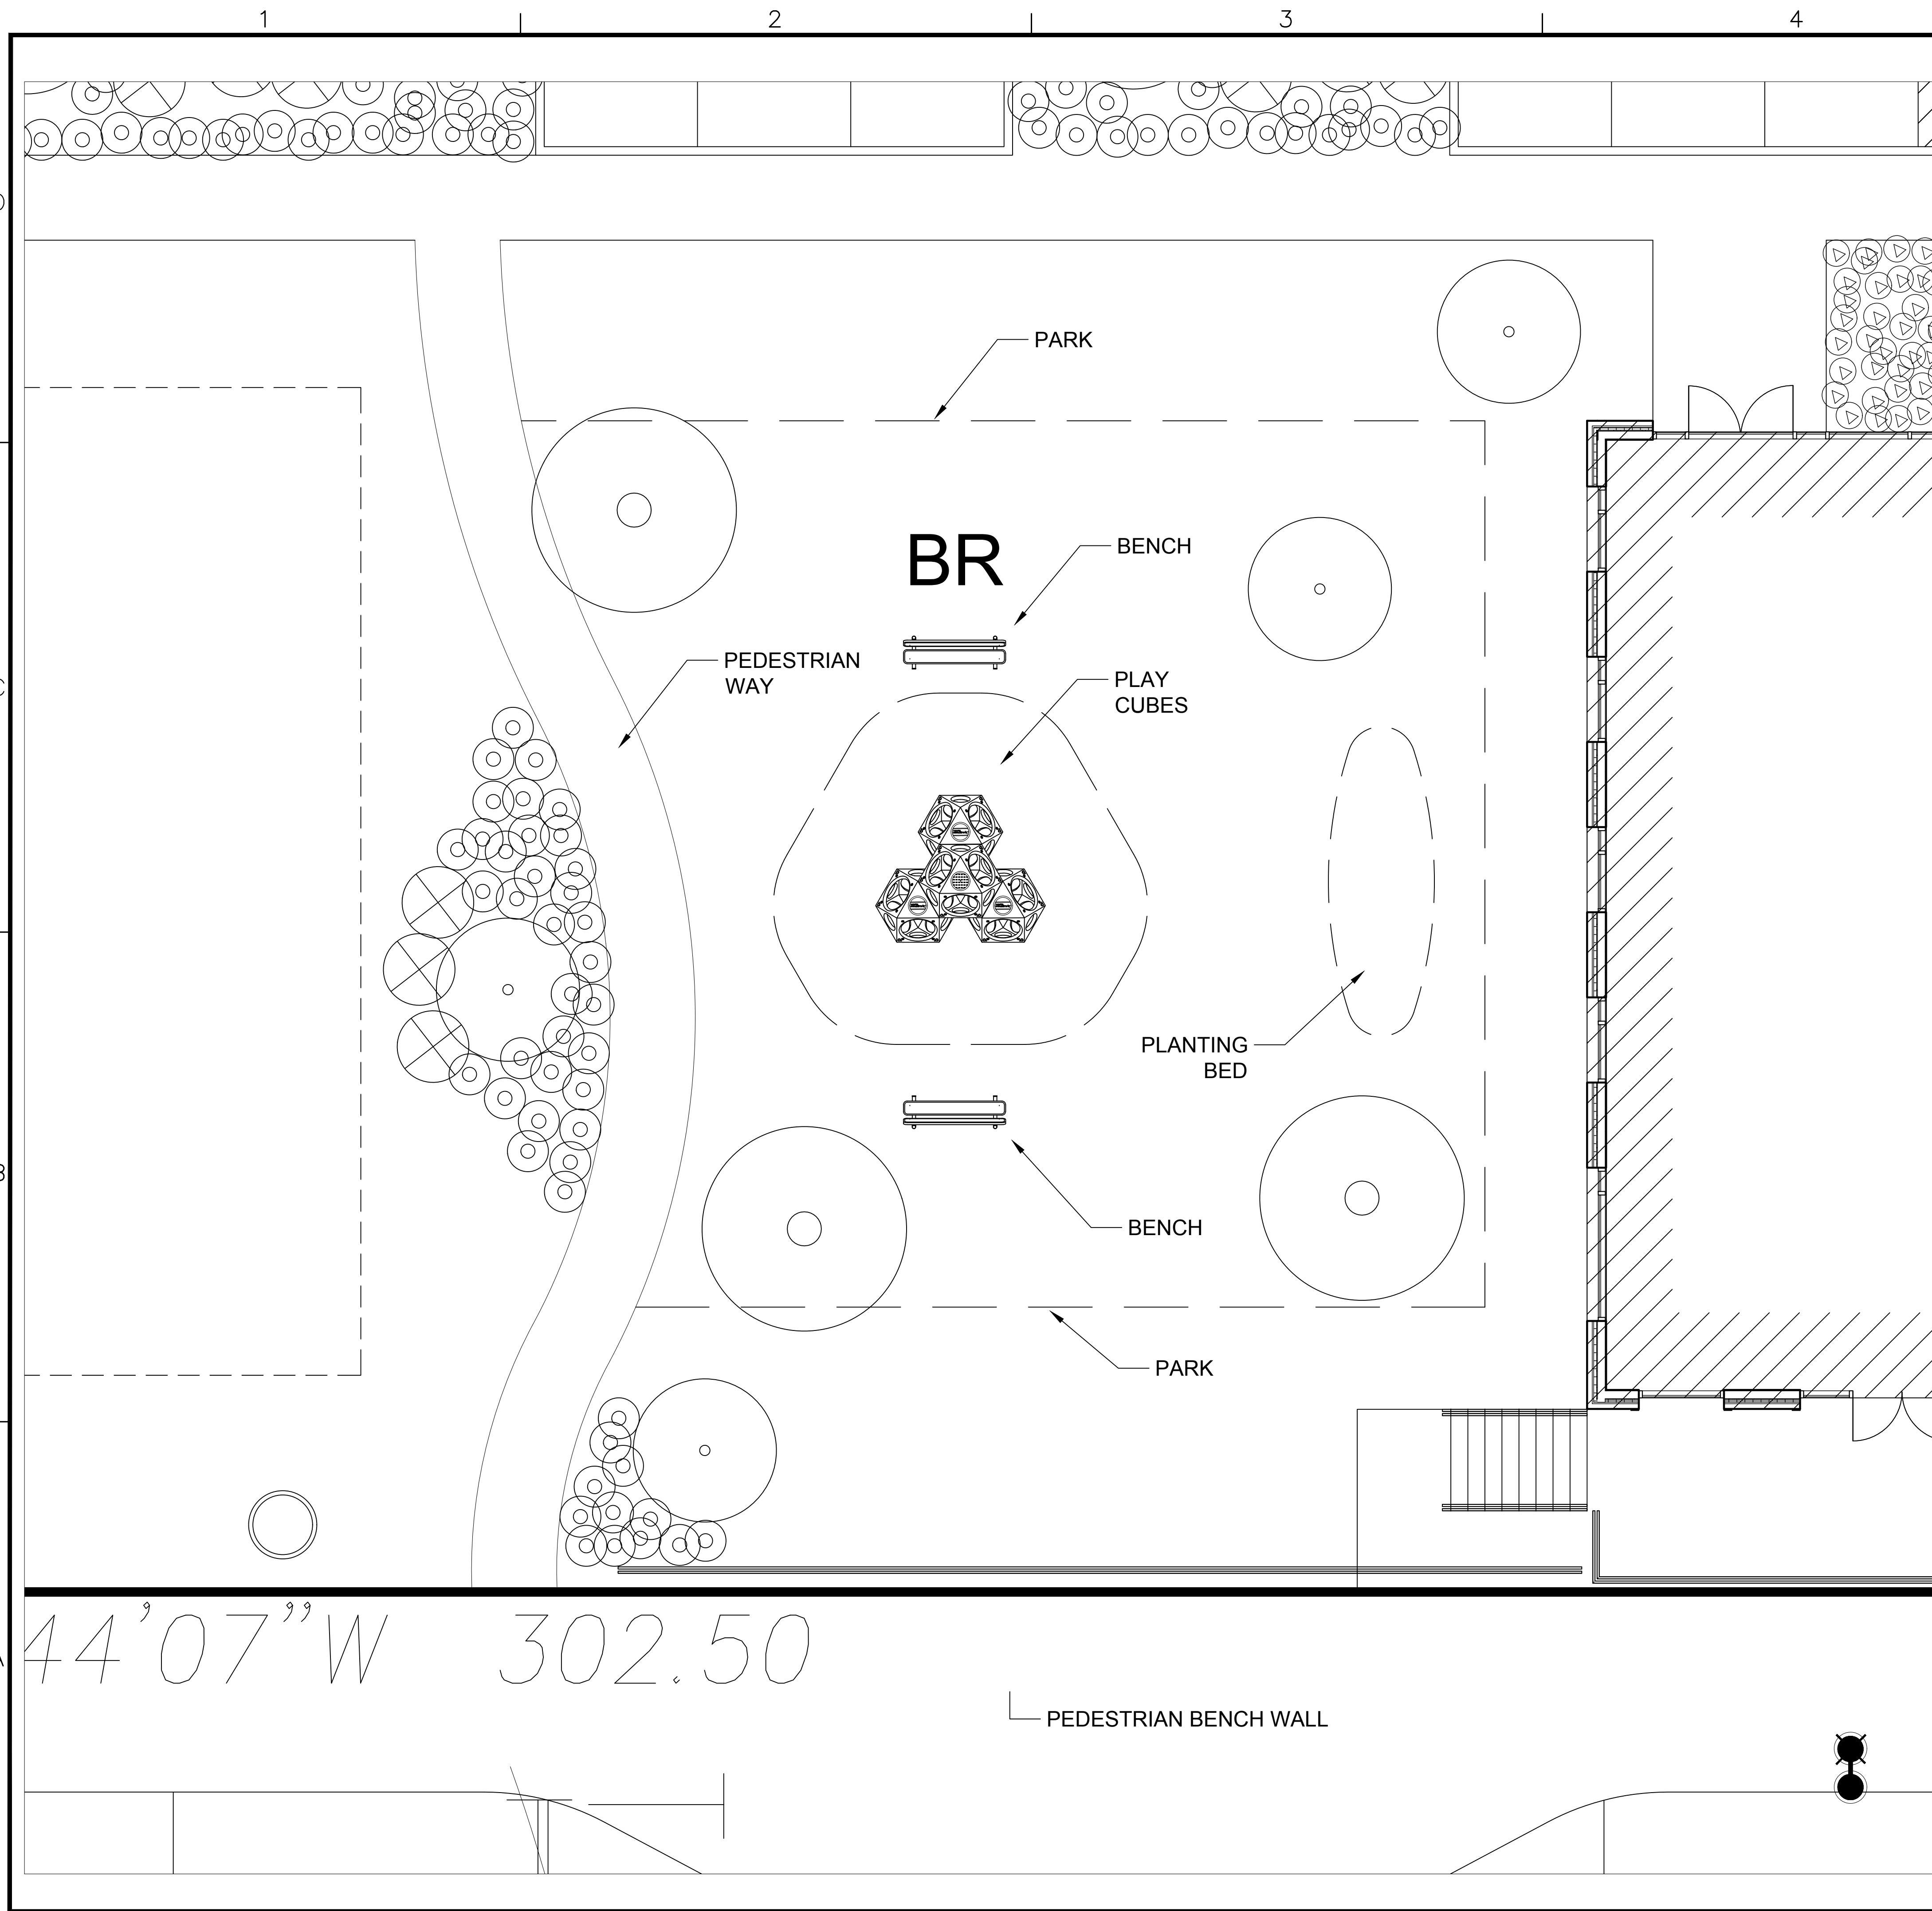 1 2 3 4
PARK
BR
BENCH
PEDESTRIAN
WAY
PLAY
CUBES
PLANTING
BED
BENCH
PARK
44'07"W 302.50
PEDESTRIAN BENCH WALL